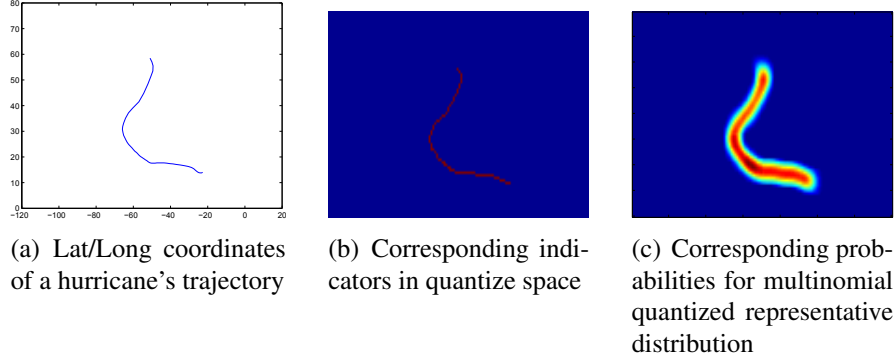 80
70
60
50
40
30
20
10
0
−120 −100 −80 −60 −40 −20 0 20
(a) Lat/Long coordinates
of a hurricane's trajectory
(b) Corresponding indi-
cators in quantize space
(c) Corresponding prob-
abilities for multinomial
quantized representative
distribution